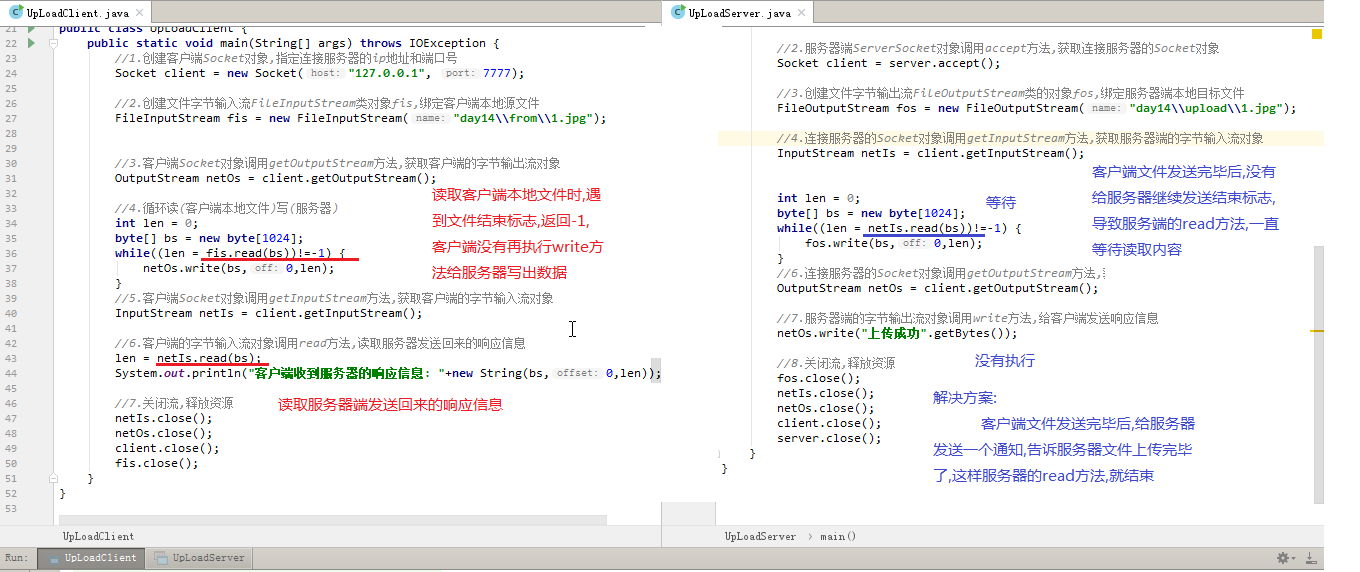 UpLoadClient.java
21 public class UpLoadClient {
22 public static void main(String[] args) throws IOException {
23 //1.创建客户端Socket对象,指定连接服务器的ip地址和端口号
24 Socket client = new Socket( host: "127.0.0.1", port: 7777);
25
26 //2.创建文件字节输入流FileInputStream类对象fis,绑定客户端本地源文件
27 FileInputStream fis = new FileInputStream( name: "day14\\from\\1.jpg");
28
29
30 //3.客户端Socket对象调用getOutputStream方法,获取客户端的字节输出流对象
31 OutputStream netOs = client.getOutputStream();
32
33 //4.循环读(客户端本地文件)写(服务器)
34 int len = 0;
35 byte[] bs = new byte[1024];
36 while((len = fis.read(bs))!=-1) {
37 netOs.write(bs, off: 0,len);
38 }
39 //5.客户端Socket对象调用getInputStream方法,获取客户端的字节输入流对象
40 InputStream netIs = client.getInputStream();
41
42 //6.客户端的字节输入流对象调用read方法,读取服务器发送回来的响应信息
43 len = netIs.read(bs);
44 System.out.println("客户端收到服务器的响应信息: "+new String(bs, offset: 0,len));
45
46 //7.关闭流,释放资源
47 netIs.close();
48 netOs.close();
49 client.close();
50 fis.close();
51 }
52 }
53
读取客户端本地文件时,遇
到文件结束标志,返回-1,
客户端没有再执行write方
法给服务器写出数据
读取服务器端发送回来的响应信息
UpLoadClient
UpLoadServer.java
//2.服务器端ServerSocket对象调用accept方法,获取连接服务器的Socket对象
Socket client = server.accept();
//3.创建文件字节输出流FileOutputStream类的对象fos,绑定服务器端本地目标文件
FileOutputStream fos = new FileOutputStream( name: "day14\\upload\\1.jpg");
//4.连接服务器的Socket对象调用getInputStream方法,获取服务器端的字节输入流对象
InputStream netIs = client.getInputStream();
int len = 0;
byte[] bs = new byte[1024];
while((len = netIs.read(bs))!=-1) {
fos.write(bs, off: 0,len);
}
//6.连接服务器的Socket对象调用getOutputStream方法,
OutputStream netOs = client.getOutputStream();
//7.服务器端的字节输出流对象调用write方法,给客户端发送响应信息
netOs.write("上传成功".getBytes());
//8.关闭流,释放资源
fos.close();
netIs.close();
netOs.close();
client.close();
server.close();
}
}
等待
客户端文件发送完毕后,没有
给服务器继续发送结束标志,
导致服务端的read方法,一直
等待读取内容
没有执行
解决方案:
客户端文件发送完毕后,给服务器
发送一个通知,告诉服务器文件上传完毕
了,这样服务器的read方法,就结束
UpLoadServer › main()
Run: UpLoadClient UpLoadServer